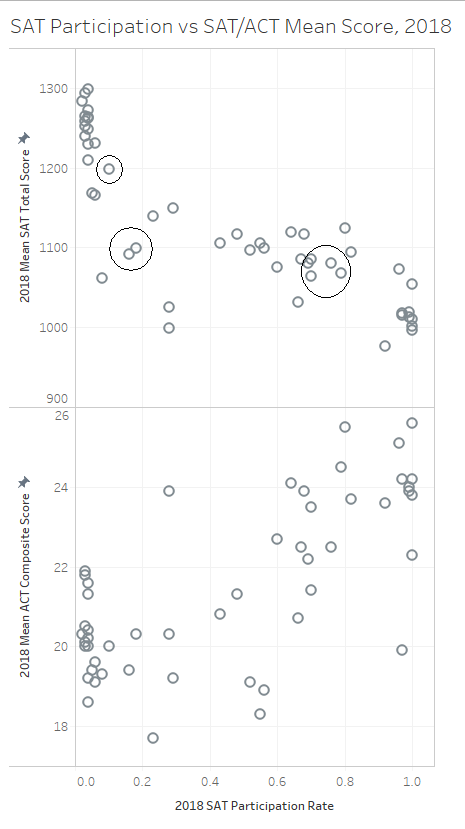 SAT Participation vs SAT/ACT Mean Score, 2018
1300
1200
1100
1000
900
2018 Mean SAT Total Score
26
24
22
20
18
2018 Mean ACT Composite Score
0.0 0.2 0.4 0.6 0.8 1.0
2018 SAT Participation Rate